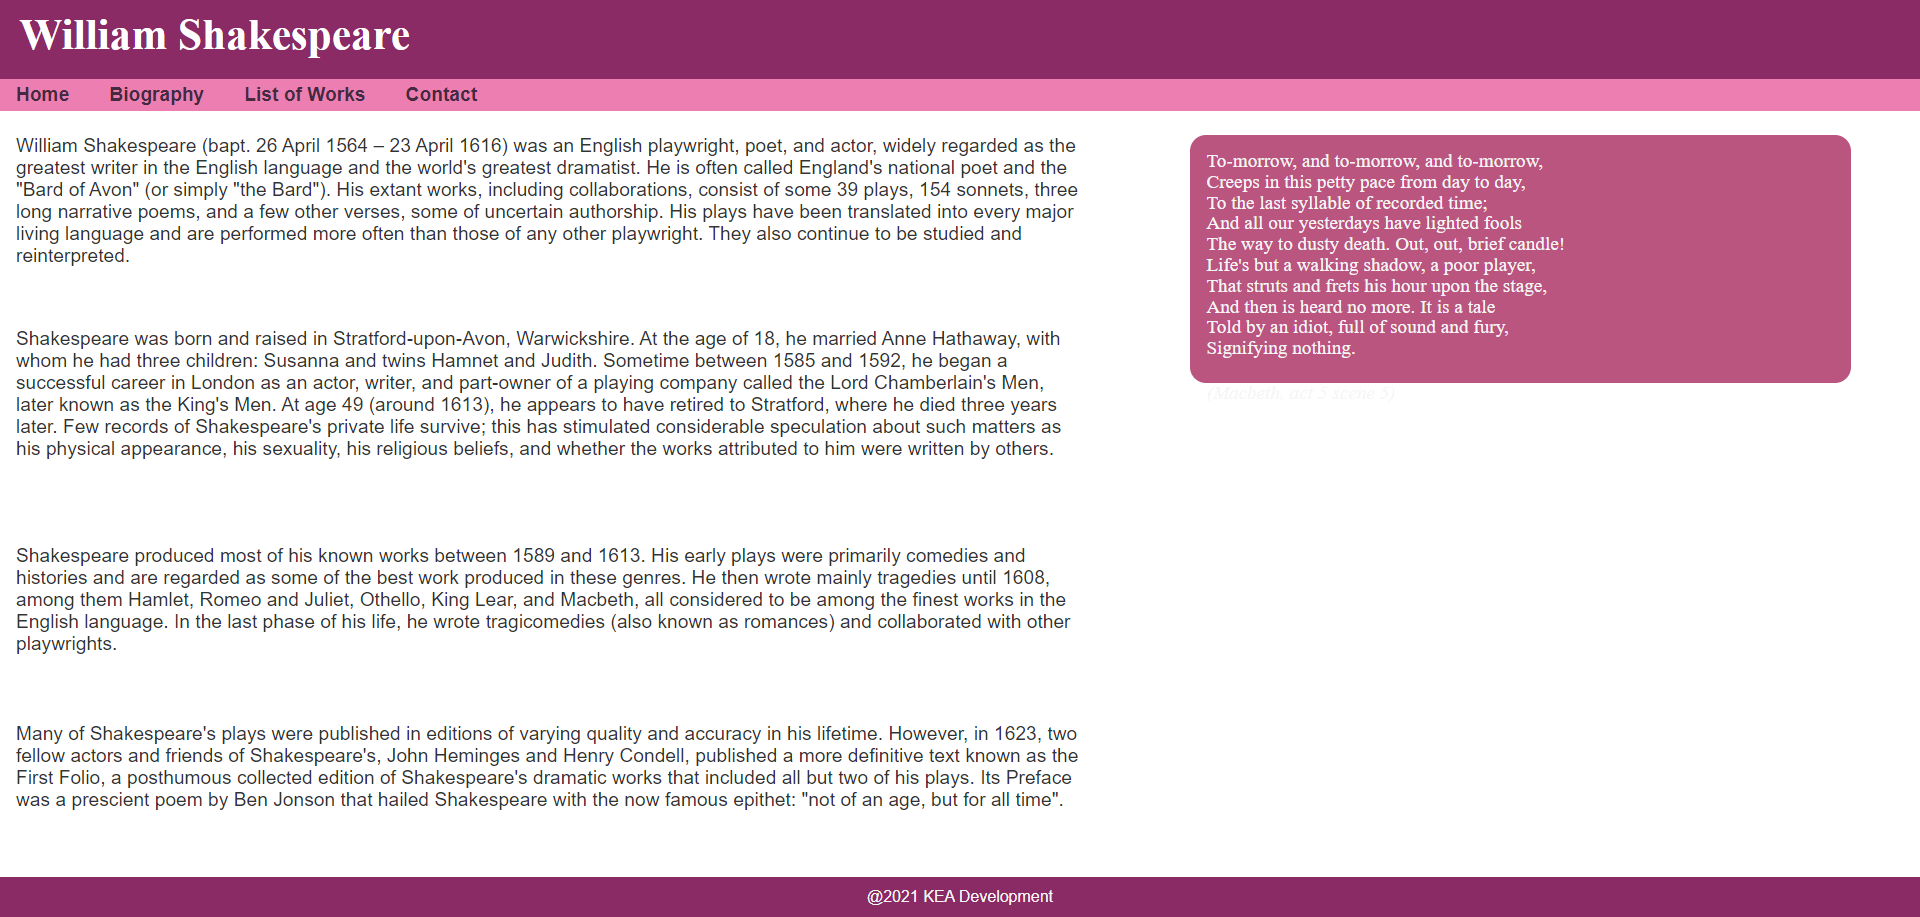 William Shakespeare
Home Biography List of Works Contact
William Shakespeare (bapt. 26 April 1564 – 23 April 1616) was an English playwright, poet, and actor, widely regarded as the
greatest writer in the English language and the world's greatest dramatist. He is often called England's national poet and the
"Bard of Avon" (or simply "the Bard"). His extant works, including collaborations, consist of some 39 plays, 154 sonnets, three
long narrative poems, and a few other verses, some of uncertain authorship. His plays have been translated into every major
living language and are performed more often than those of any other playwright. They also continue to be studied and
reinterpreted.
Shakespeare was born and raised in Stratford-upon-Avon, Warwickshire. At the age of 18, he married Anne Hathaway, with
whom he had three children: Susanna and twins Hamnet and Judith. Sometime between 1585 and 1592, he began a
successful career in London as an actor, writer, and part-owner of a playing company called the Lord Chamberlain's Men,
later known as the King's Men. At age 49 (around 1613), he appears to have retired to Stratford, where he died three years
later. Few records of Shakespeare's private life survive; this has stimulated considerable speculation about such matters as
his physical appearance, his sexuality, his religious beliefs, and whether the works attributed to him were written by others.
Shakespeare produced most of his known works between 1589 and 1613. His early plays were primarily comedies and
histories and are regarded as some of the best work produced in these genres. He then wrote mainly tragedies until 1608,
among them Hamlet, Romeo and Juliet, Othello, King Lear, and Macbeth, all considered to be among the finest works in the
English language. In the last phase of his life, he wrote tragicomedies (also known as romances) and collaborated with other
playwrights.
Many of Shakespeare's plays were published in editions of varying quality and accuracy in his lifetime. However, in 1623, two
fellow actors and friends of Shakespeare's, John Heminges and Henry Condell, published a more definitive text known as the
First Folio, a posthumous collected edition of Shakespeare's dramatic works that included all but two of his plays. Its Preface
was a prescient poem by Ben Jonson that hailed Shakespeare with the now famous epithet: "not of an age, but for all time".
To-morrow, and to-morrow, and to-morrow,
Creeps in this petty pace from day to day,
To the last syllable of recorded time;
And all our yesterdays have lighted fools
The way to dusty death. Out, out, brief candle!
Life's but a walking shadow, a poor player,
That struts and frets his hour upon the stage,
And then is heard no more. It is a tale
Told by an idiot, full of sound and fury,
Signifying nothing.
(Macbeth, act 5 scene 5)
@2021 KEA Development